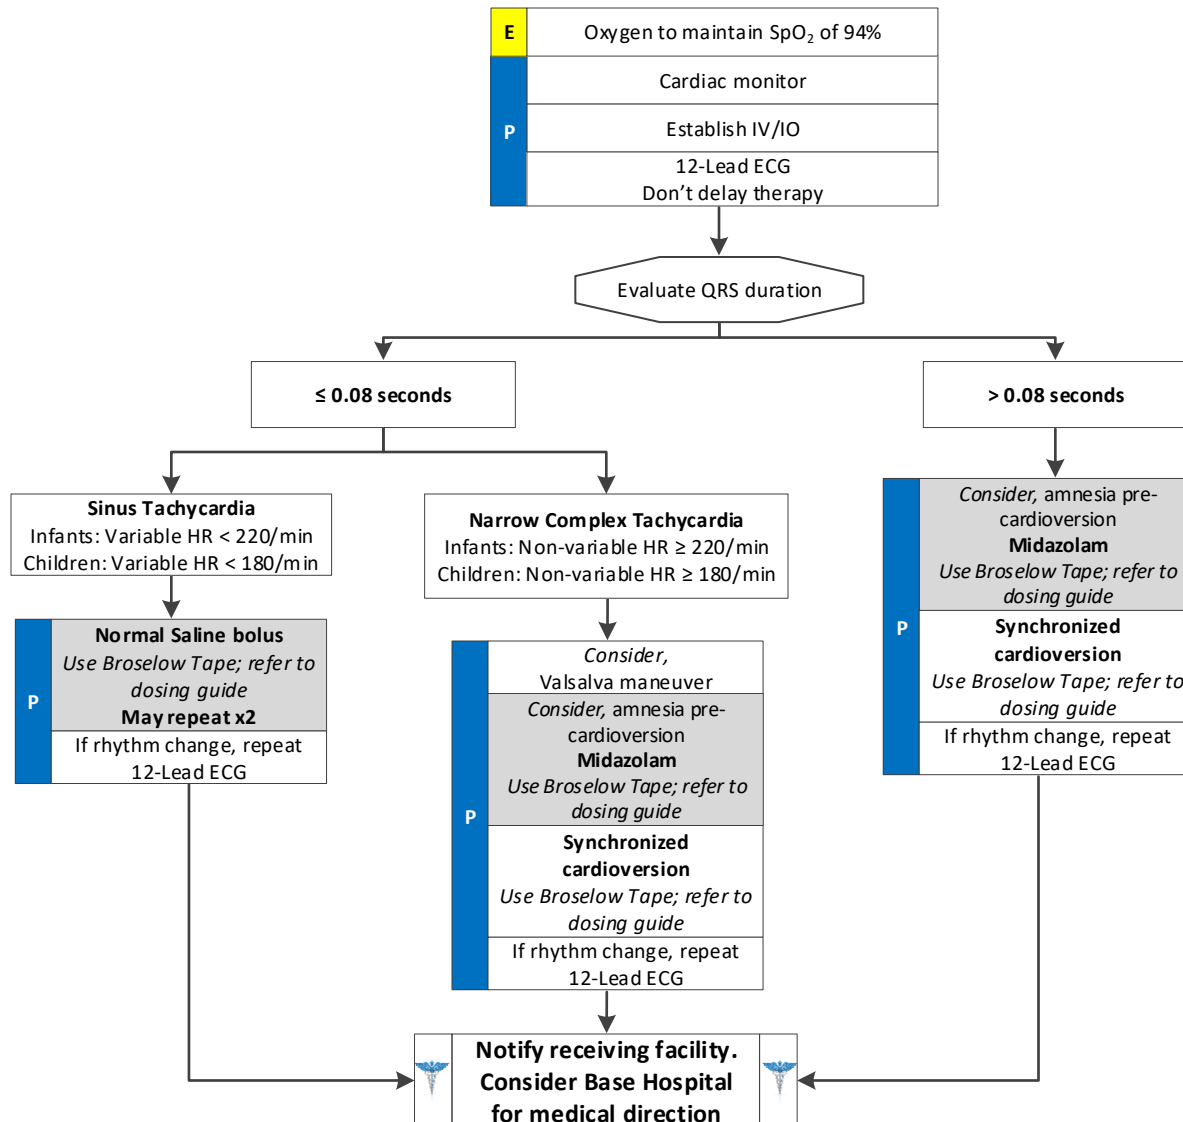 E
Oxygen to maintain SpO₂ of 94%
P
Cardiac monitor
Establish IV/IO
12-Lead ECG
Don't delay therapy
Evaluate QRS duration
≤ 0.08 seconds
> 0.08 seconds
Sinus Tachycardia
Infants: Variable HR < 220/min
Children: Variable HR < 180/min
P
Normal Saline bolus
Use Broselow Tape; refer to
dosing guide
May repeat x2
If rhythm change, repeat
12-Lead ECG
Narrow Complex Tachycardia
Infants: Non-variable HR ≥ 220/min
Children: Non-variable HR ≥ 180/min
P
Consider,
Valsalva maneuver
Consider, amnesia pre-
cardioversion
Midazolam
Use Broselow Tape; refer to
dosing guide
Synchronized
cardioversion
Use Broselow Tape; refer to
dosing guide
If rhythm change, repeat
12-Lead ECG
P
Consider, amnesia pre-
cardioversion
Midazolam
Use Broselow Tape; refer to
dosing guide
Synchronized
cardioversion
Use Broselow Tape; refer to
dosing guide
If rhythm change, repeat
12-Lead ECG
Notify receiving facility.
Consider Base Hospital
for medical direction